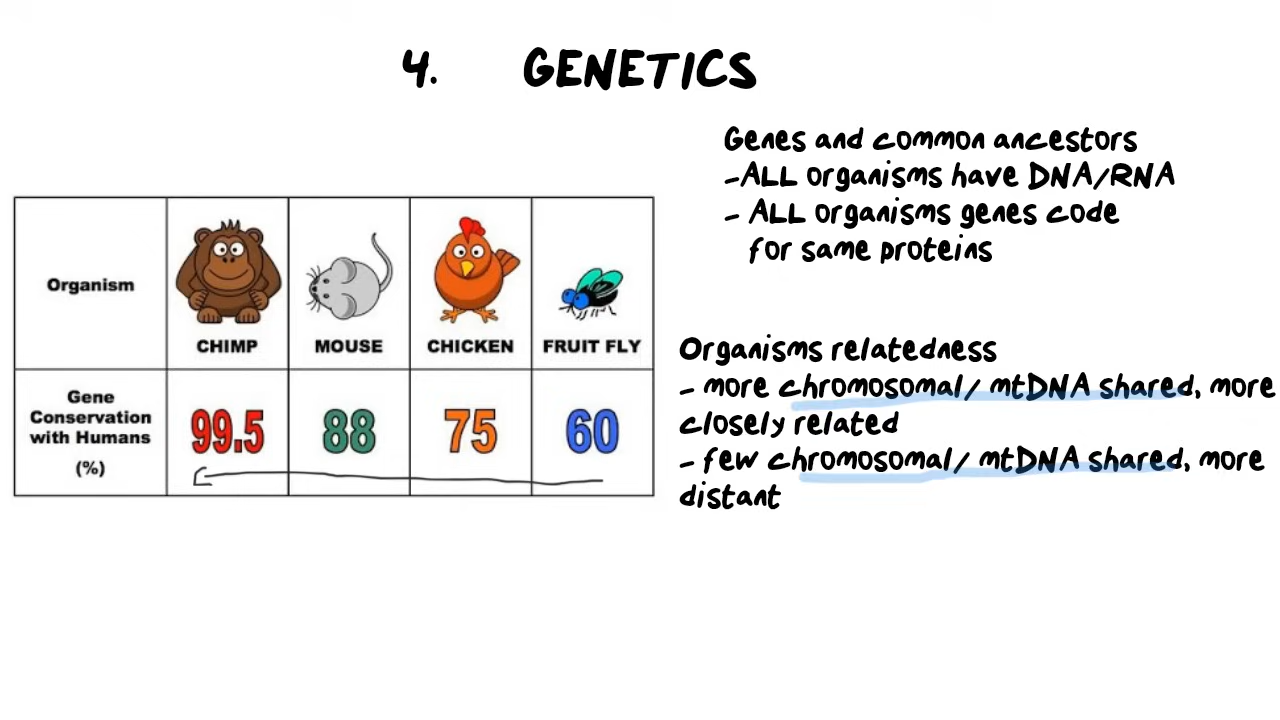 4. GENETICS
Genes and common ancestors
-ALL organisms have DNA/RNA
- ALL organisms genes code
for same proteins
Organism
CHIMP MOUSE CHICKEN FRUIT FLY
Gene
Conservation
with Humans
(%)
99.5 88 75 60
Organisms relatedness
- more chromosomal/ mtDNA shared, more
closely related
- few chromosomal/ mtDNA shared, more
distant